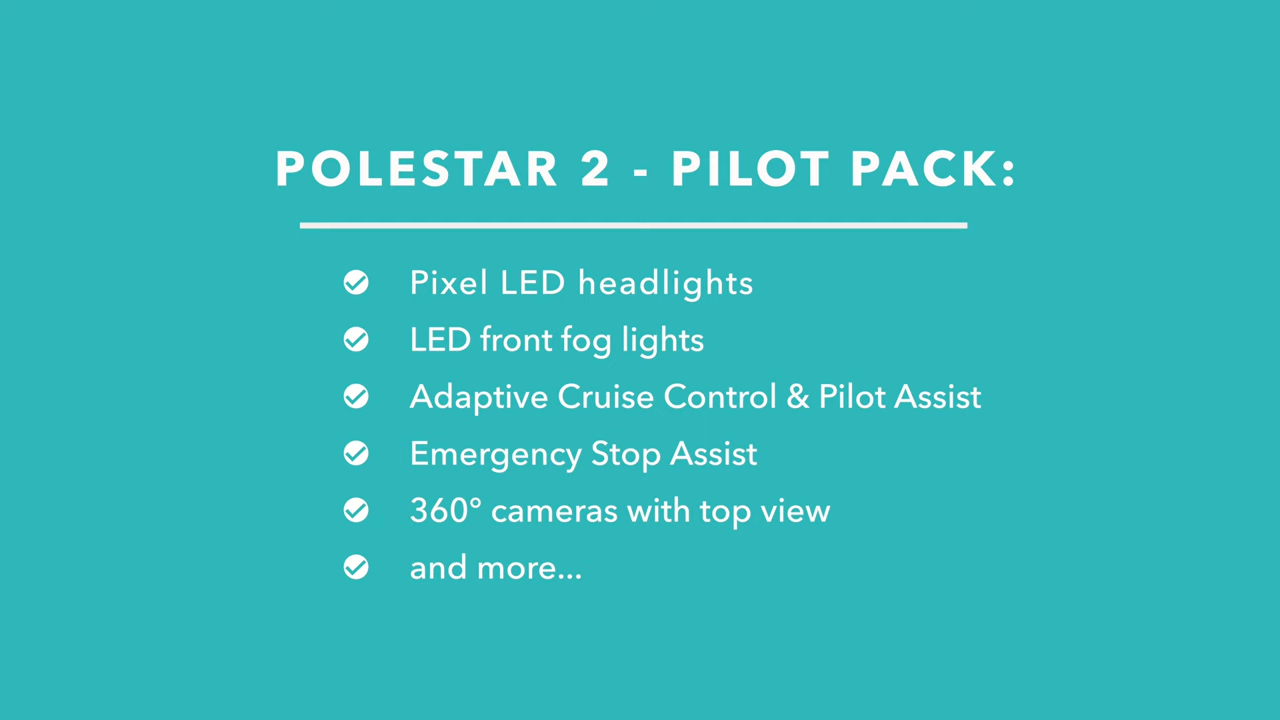 POLESTAR 2 - PILOT PACK:
Pixel LED headlights
LED front fog lights
Adaptive Cruise Control & Pilot Assist
Emergency Stop Assist
360° cameras with top view
and more...